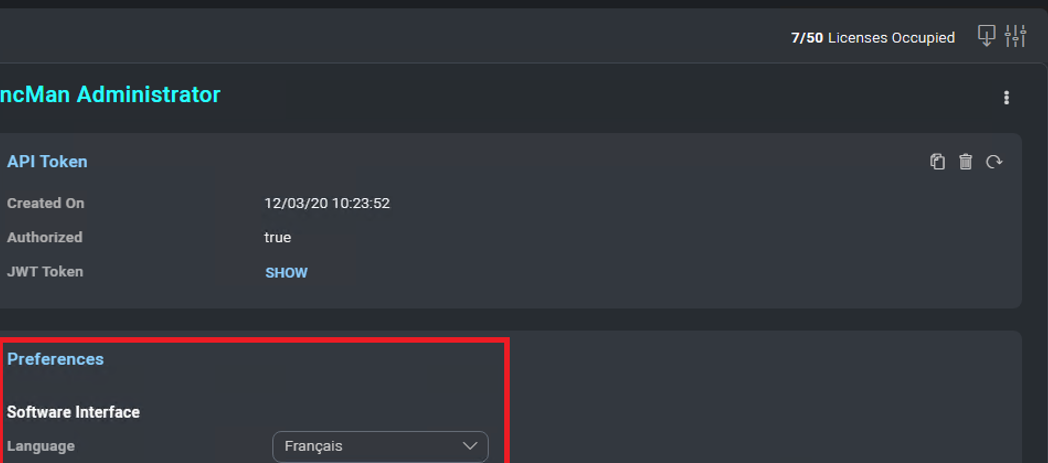 7/50 Licenses Occupied
ncMan Administrator
API Token
Created On 12/03/20 10:23:52
Authorized true
JWT Token SHOW
Preferences
Software Interface
Language Français